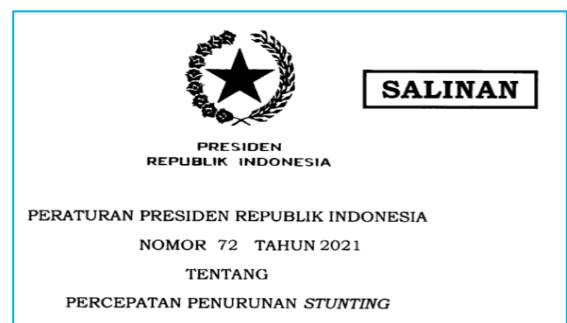 SALINAN
PRESIDEN
REPUBLIK INDONESIA
PERATURAN PRESIDEN REPUBLIK INDONESIA
NOMOR 72 TAHUN 2021
TENTANG
PERCEPATAN PENURUNAN STUNTING